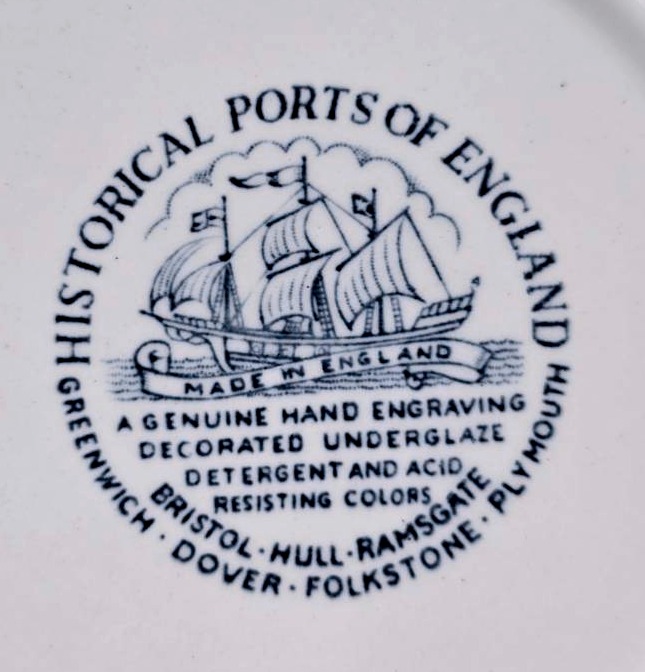 HISTORICAL PORTS OF ENGLAND
MADE IN ENGLAND
A GENUINE HAND ENGRAVING
DECORATED UNDERGLAZE
DETERGENT AND ACID
RESISTING COLORS
BRISTOL · HULL · RAMSGATE
GREENWICH · DOVER · FOLKSTONE · PLYMOUTH